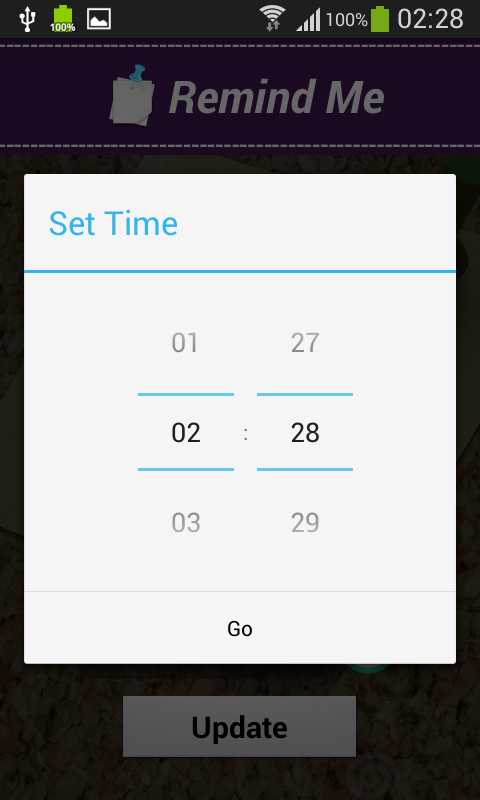 100% 100% 02:28
Remind Me
Set Time
01 27
02 : 28
03 29
Go
Update